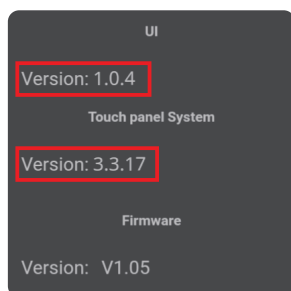 UI
Version: 1.0.4
Touch panel System
Version: 3.3.17
Firmware
Version: V1.05